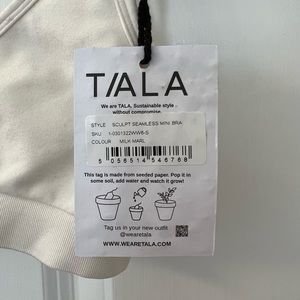 TALA
We are TALA, Sustainable style
without compromise.
STYLE SCULPT SEAMLESS MINI BRA
SKU 1-0301322WW6-S
COLOUR MILK MARL
5 056514 546768
This tag is made from seeded paper. Pop it in
some soil, add water and watch it grow!
Tag us in your new outfit
@wearetala
WWW.WEARETALA.COM